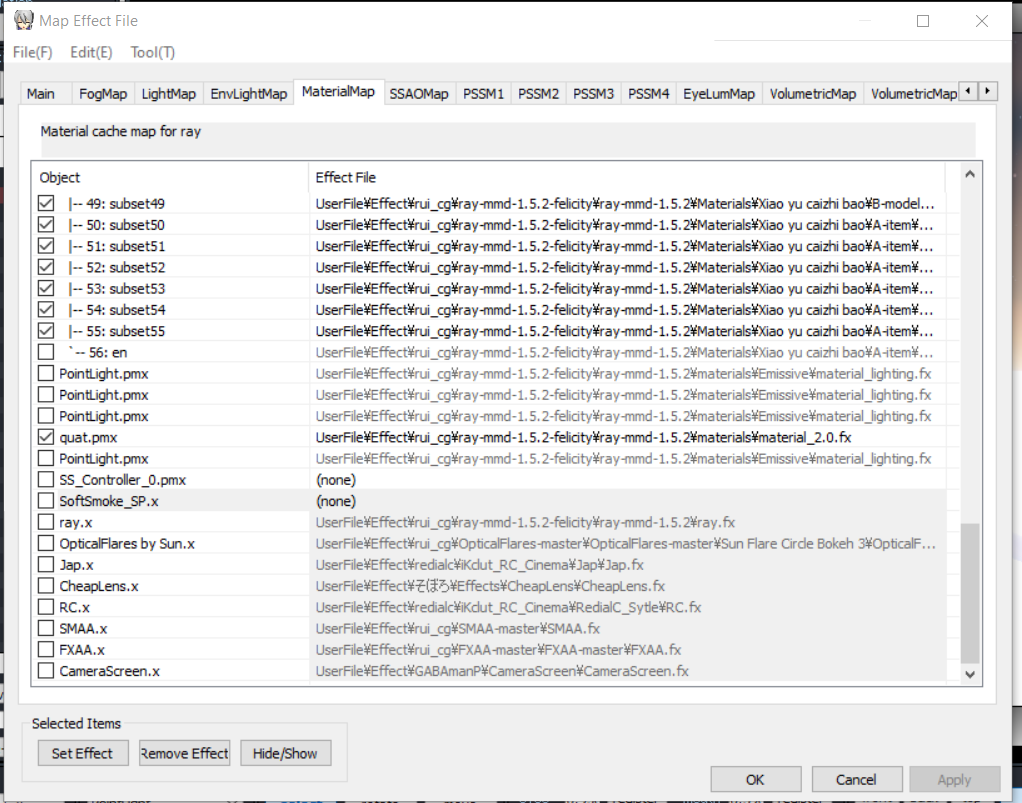 Map Effect File
File(F) Edit(E) Tool(T)
Main FogMap LightMap EnvLightMap MaterialMap SSAOMap PSSM1 PSSM2 PSSM3 PSSM4 EyeLumMap VolumetricMap VolumetricMap
Material cache map for ray
Object Effect File
|-- 49: subset49 UserFile¥Effect¥rui_cg¥ray-mmd-1.5.2-felicity¥ray-mmd-1.5.2¥Materials¥Xiao yu caizhi bao¥B-model...
|-- 50: subset50 UserFile¥Effect¥rui_cg¥ray-mmd-1.5.2-felicity¥ray-mmd-1.5.2¥Materials¥Xiao yu caizhi bao¥A-item¥...
|-- 51: subset51 UserFile¥Effect¥rui_cg¥ray-mmd-1.5.2-felicity¥ray-mmd-1.5.2¥Materials¥Xiao yu caizhi bao¥A-item¥...
|-- 52: subset52 UserFile¥Effect¥rui_cg¥ray-mmd-1.5.2-felicity¥ray-mmd-1.5.2¥Materials¥Xiao yu caizhi bao¥A-item¥...
|-- 53: subset53 UserFile¥Effect¥rui_cg¥ray-mmd-1.5.2-felicity¥ray-mmd-1.5.2¥Materials¥Xiao yu caizhi bao¥A-item¥...
|-- 54: subset54 UserFile¥Effect¥rui_cg¥ray-mmd-1.5.2-felicity¥ray-mmd-1.5.2¥Materials¥Xiao yu caizhi bao¥A-item¥...
|-- 55: subset55 UserFile¥Effect¥rui_cg¥ray-mmd-1.5.2-felicity¥ray-mmd-1.5.2¥Materials¥Xiao yu caizhi bao¥A-item¥...
`-- 56: en UserFile¥Effect¥rui_cg¥ray-mmd-1.5.2-felicity¥ray-mmd-1.5.2¥Materials¥Xiao yu caizhi bao¥A-item¥...
PointLight.pmx UserFile¥Effect¥rui_cg¥ray-mmd-1.5.2-felicity¥ray-mmd-1.5.2¥materials¥Emissive¥material_lighting.fx
PointLight.pmx UserFile¥Effect¥rui_cg¥ray-mmd-1.5.2-felicity¥ray-mmd-1.5.2¥materials¥Emissive¥material_lighting.fx
PointLight.pmx UserFile¥Effect¥rui_cg¥ray-mmd-1.5.2-felicity¥ray-mmd-1.5.2¥materials¥Emissive¥material_lighting.fx
quat.pmx UserFile¥Effect¥rui_cg¥ray-mmd-1.5.2-felicity¥ray-mmd-1.5.2¥materials¥material_2.0.fx
PointLight.pmx UserFile¥Effect¥rui_cg¥ray-mmd-1.5.2-felicity¥ray-mmd-1.5.2¥materials¥Emissive¥material_lighting.fx
SS_Controller_0.pmx (none)
SoftSmoke_SP.x (none)
ray.x UserFile¥Effect¥rui_cg¥ray-mmd-1.5.2-felicity¥ray-mmd-1.5.2¥ray.fx
OpticalFlares by Sun.x UserFile¥Effect¥rui_cg¥OpticalFlares-master¥OpticalFlares-master¥Sun Flare Circle Bokeh 3¥OpticalF...
Jap.x UserFile¥Effect¥redialc¥iKclut_RC_Cinema¥Jap¥Jap.fx
CheapLens.x UserFile¥Effect¥そぼろ¥Effects¥CheapLens¥CheapLens.fx
RC.x UserFile¥Effect¥redialc¥iKclut_RC_Cinema¥RedialC_Sytle¥RC.fx
SMAA.x UserFile¥Effect¥rui_cg¥SMAA-master¥SMAA.fx
FXAA.x UserFile¥Effect¥rui_cg¥FXAA-master¥FXAA-master¥FXAA.fx
CameraScreen.x UserFile¥Effect¥GABAmanP¥CameraScreen¥CameraScreen.fx
Selected Items
Set Effect Remove Effect Hide/Show
OK Cancel Apply